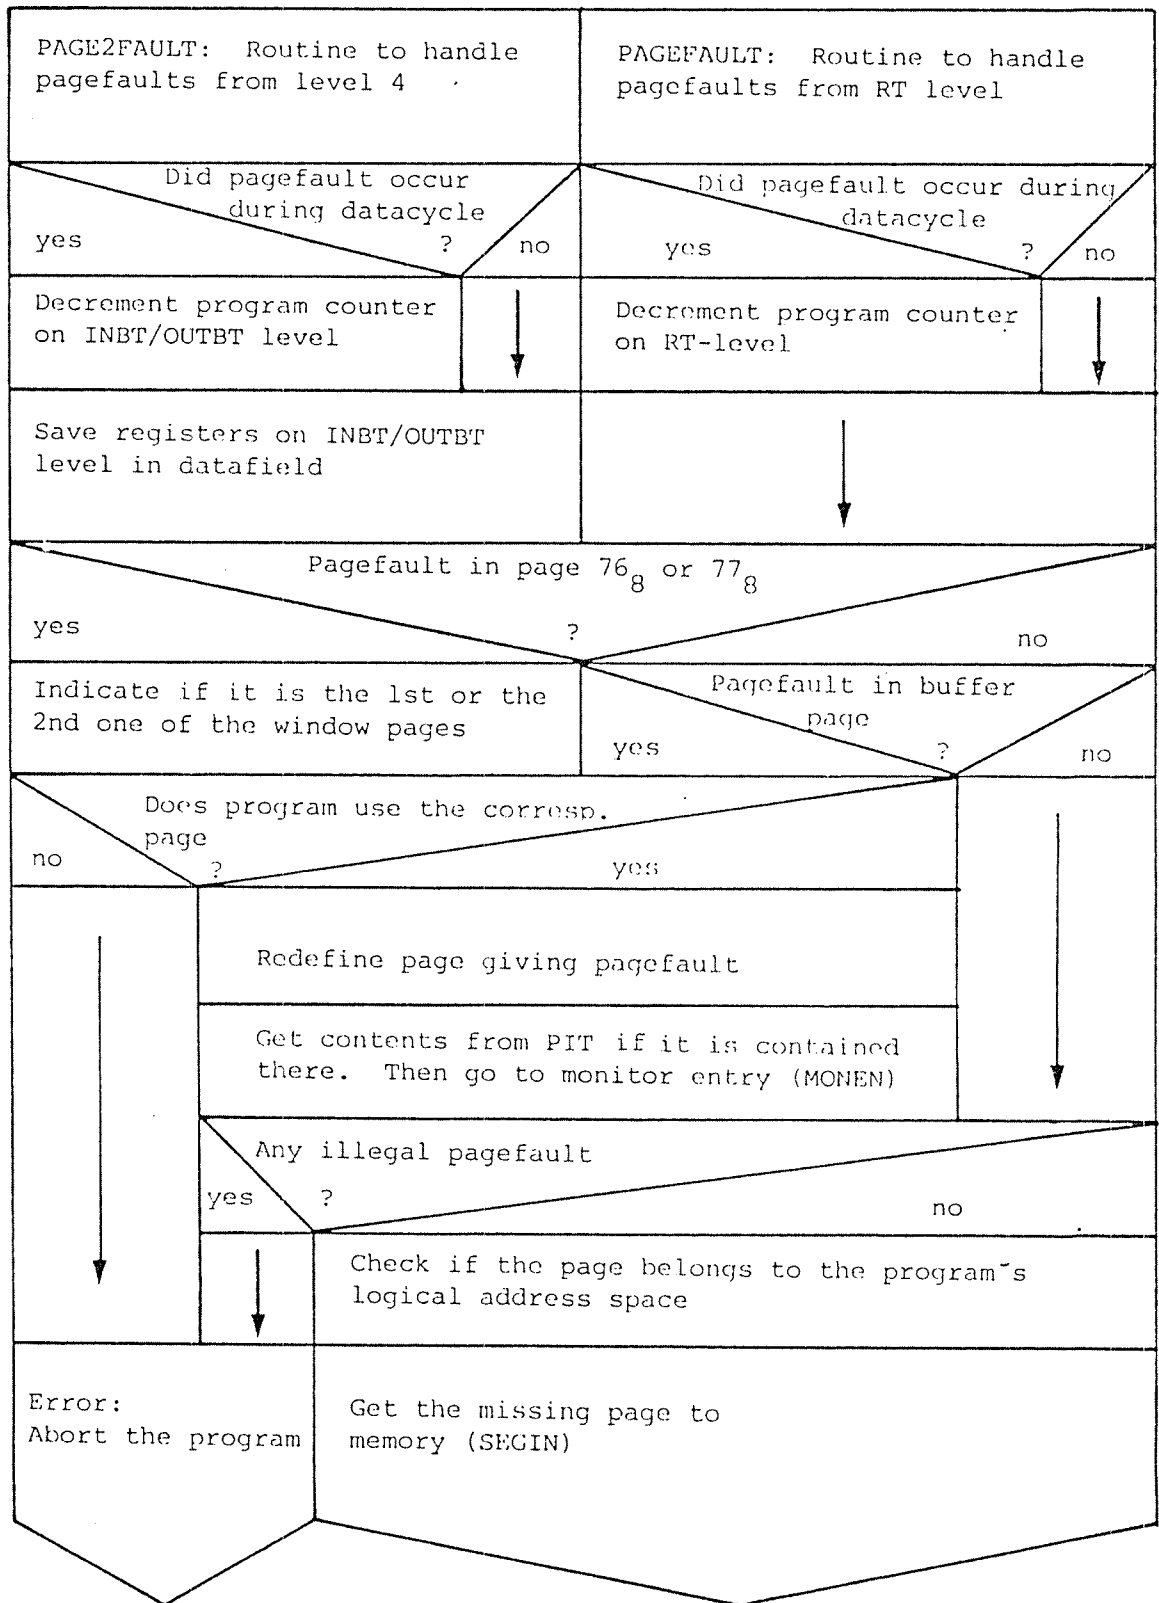 PAGE2FAULT: Routine to handle
pagefaults from level 4
PAGEFAULT: Routine to handle
pagefaults from RT level
Did pagefault occur
during datacycle
yes
?
no
Did pagefault occur during
datacycle
yes
?
no
Decrement program counter
on INBT/OUTBT level
Decrement program counter
on RT-level
Save registers on INBT/OUTBT
level in datafield
Pagefault in page 76₈ or 77₈
yes
?
no
Indicate if it is the 1st or the
2nd one of the window pages
Pagefault in buffer
page
yes
?
no
Does program use the corresp.
page
no
?
yes
Redefine page giving pagefault
Get contents from PIT if it is contained
there. Then go to monitor entry (MONEN)
Any illegal pagefault
yes
?
no
Check if the page belongs to the program's
logical address space
Error:
Abort the program
Get the missing page to
memory (SEGIN)